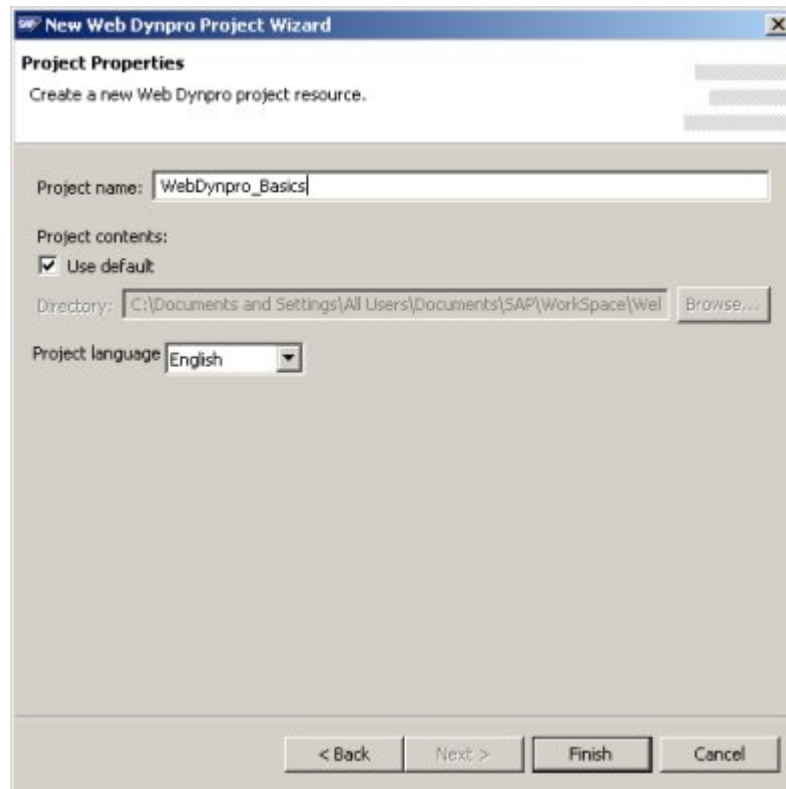 SAP New Web Dynpro Project Wizard
Project Properties
Create a new Web Dynpro project resource.
Project name: WebDynpro_Basics
Project contents:
Use default
Directory: C:\Documents and Settings\All Users\Documents\SAP\WorkSpace\Wel Browse...
Project language English
< Back Next > Finish Cancel